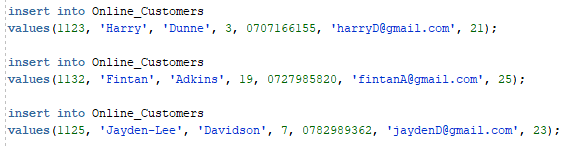 insert into Online_Customers
values(1123, 'Harry', 'Dunne', 3, 0707166155, 'harryD@gmail.com', 21);
insert into Online_Customers
values(1132, 'Fintan', 'Adkins', 19, 0727985820, 'fintanA@gmail.com', 25);
insert into Online_Customers
values(1125, 'Jayden-Lee', 'Davidson', 7, 0782989362, 'jaydenD@gmail.com', 23);